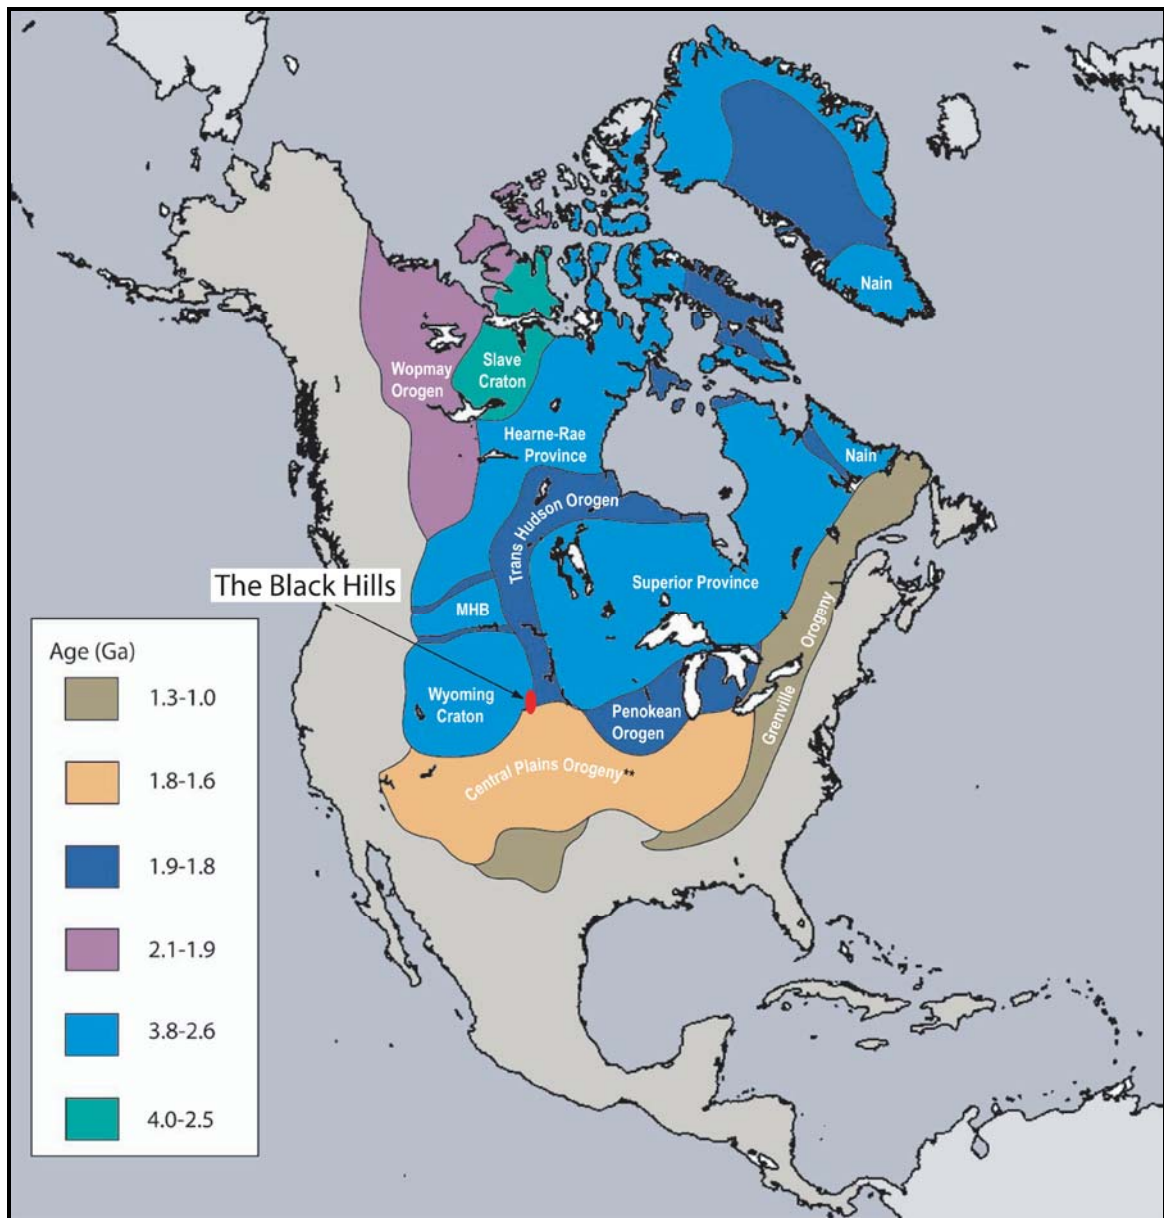 Nain
Wopmay
Orogen
Slave
Craton
Hearne-Rae
Province
Nain
Trans Hudson Orogen
The Black Hills
MHB
Superior Province
Grenville Orogeny
Wyoming
Craton
Penokean
Orogen
Central Plains Orogeny**
Age (Ga)
1.3-1.0
1.8-1.6
1.9-1.8
2.1-1.9
3.8-2.6
4.0-2.5